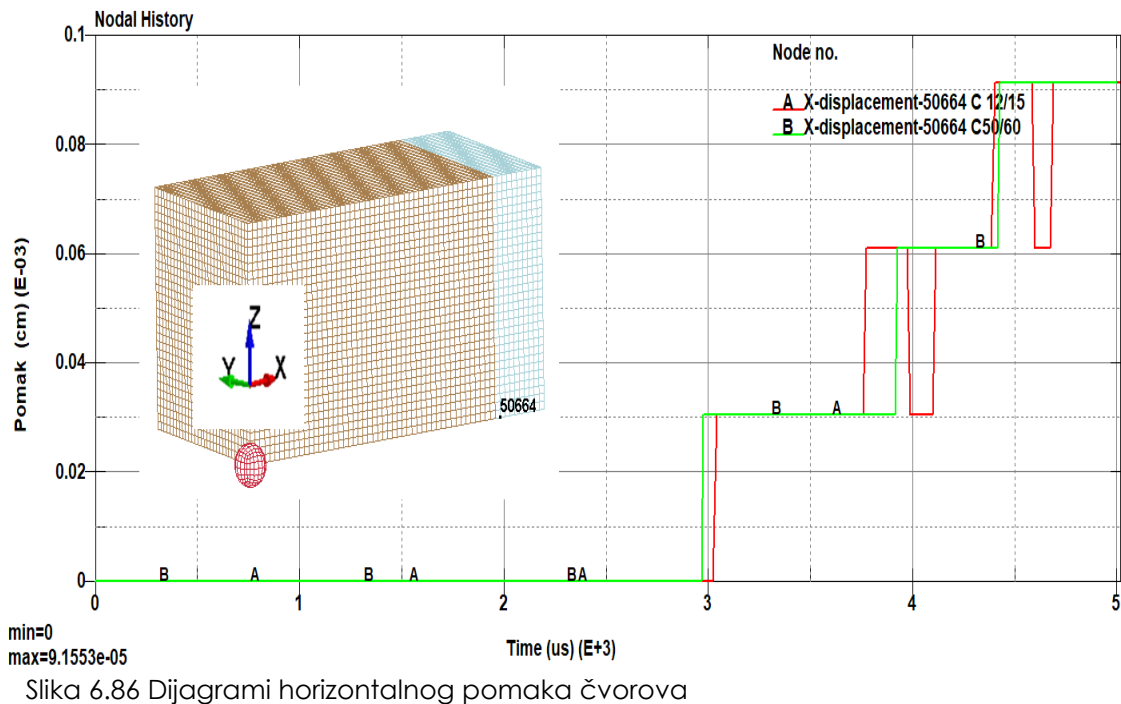 Nodal History
Node no.
A X-displacement-50664 C 12/15
B X-displacement-50664 C50/60
Pomak (cm) (E-03)
0.1
0.08
0.06
0.04
0.02
0
Z
Y
X
50664
B
A
B
A
B
A
B
A
B
0
1
2
3
4
5
Time (us) (E+3)
min=0
max=9.1553e-05
Slika 6.86 Dijagrami horizontalnog pomaka čvorova